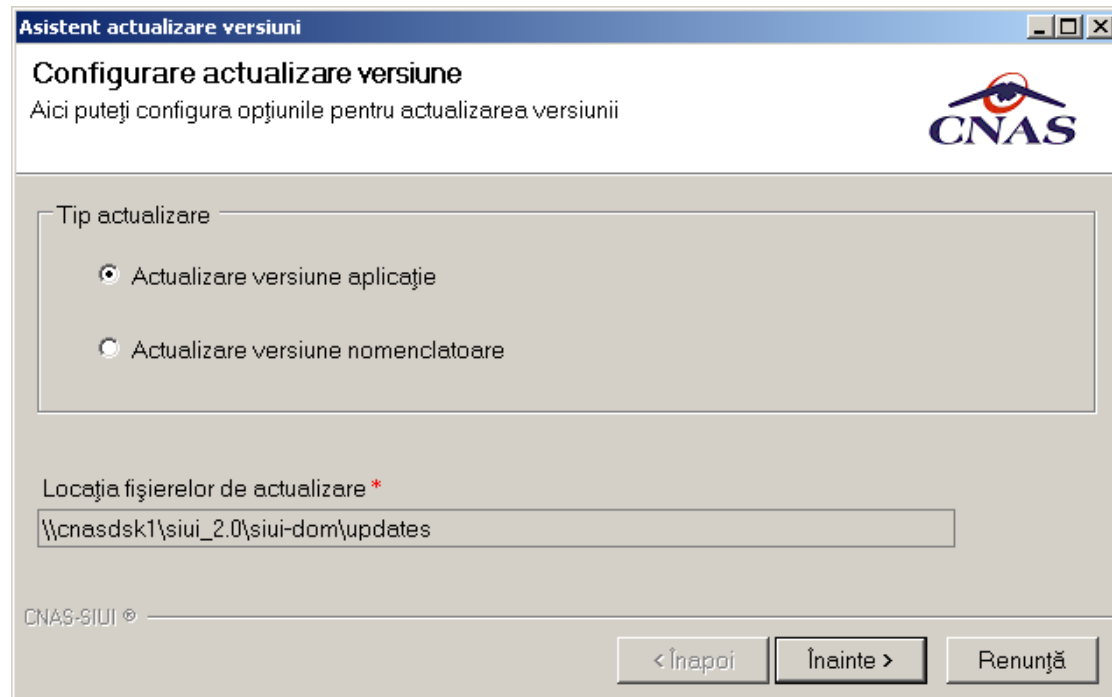 Asistent actualizare versiuni
Configurare actualizare versiune
Aici puteţi configura opţiunile pentru actualizarea versiunii
CNAS
Tip actualizare
Actualizare versiune aplicaţie
Actualizare versiune nomenclatoare
Locaţia fişierelor de actualizare *
\\cnasdsk1\siui_2.0\siui-dom\updates
CNAS-SIUI ®
< Înapoi
Înainte >
Renunţă